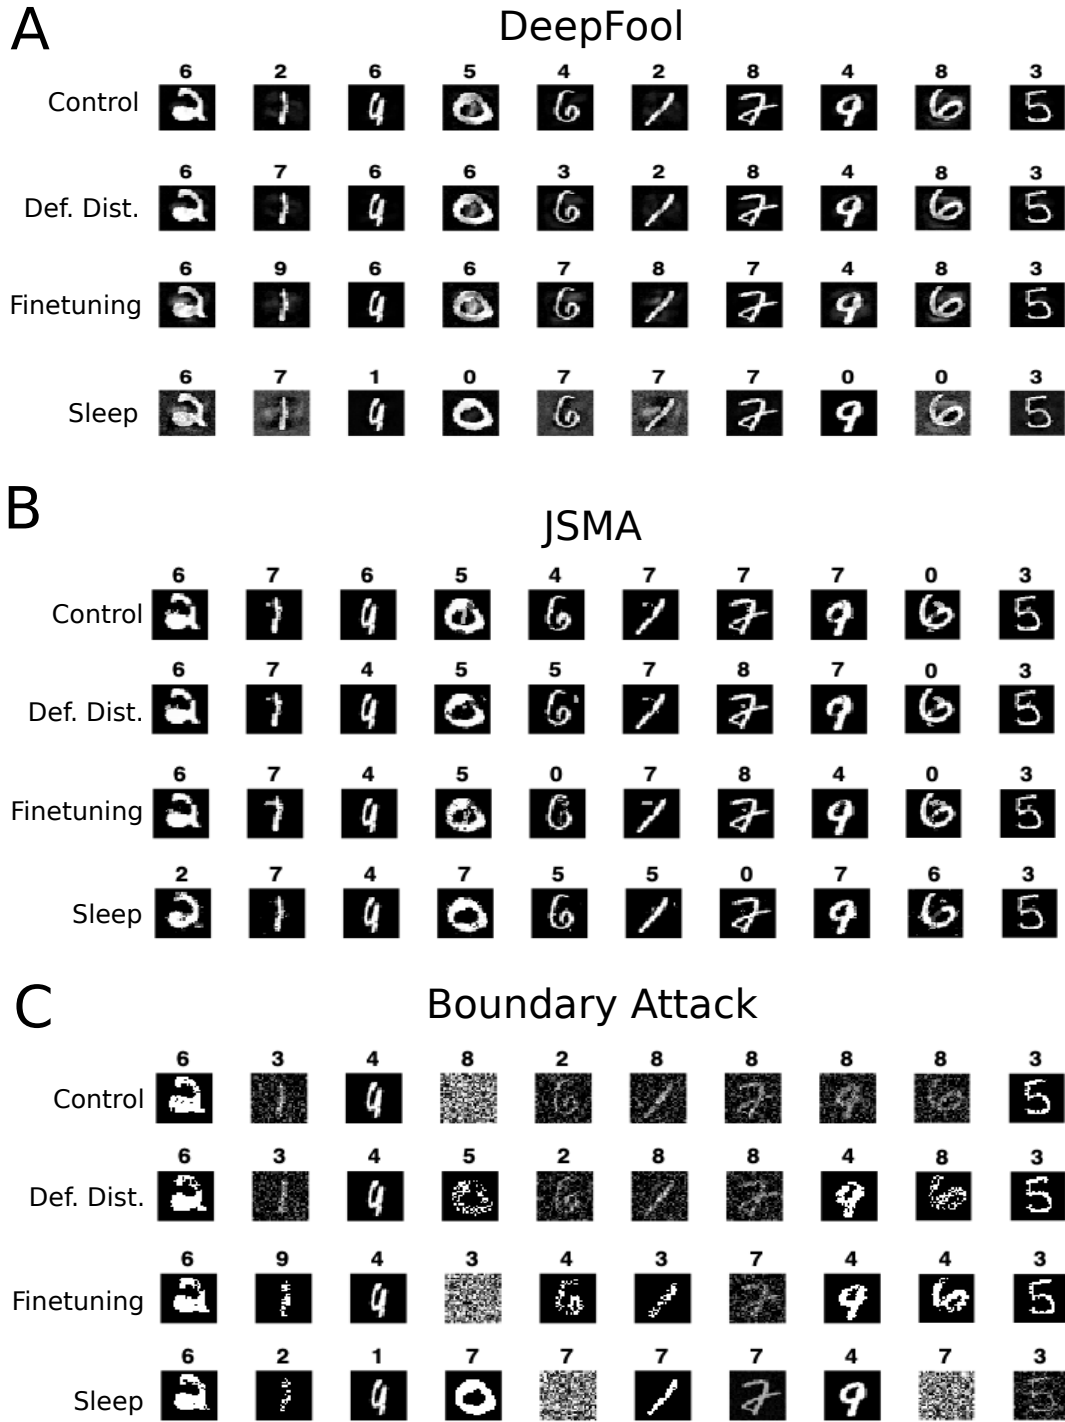 A
DeepFool
6 2 6 5 4 2 8 4 8 3
Control
6 7 6 6 3 2 8 4 8 3
Def. Dist.
6 9 6 6 7 8 7 4 8 3
Finetuning
6 7 1 0 7 7 7 0 0 3
Sleep
B
JSMA
6 7 6 5 4 7 7 7 0 3
Control
6 7 4 5 5 7 8 7 0 3
Def. Dist.
6 7 4 5 0 7 8 4 0 3
Finetuning
2 7 4 7 5 5 0 7 6 3
Sleep
C
Boundary Attack
6 3 4 8 2 8 8 8 8 3
Control
6 3 4 5 2 8 8 4 8 3
Def. Dist.
6 9 4 3 4 3 7 4 4 3
Finetuning
6 2 1 7 7 7 7 4 7 3
Sleep